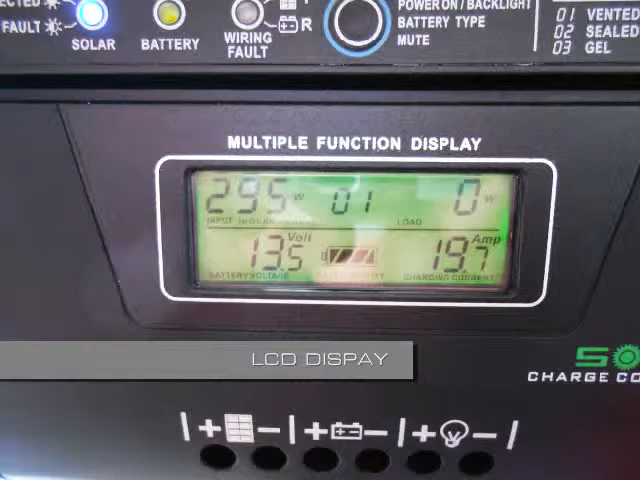 ECTED
FAULT
SOLAR
BATTERY
WIRING
FAULT
R
POWER ON / BACKLIGHT
BATTERY TYPE
MUTE
01 VENTED
02 SEALED
03 GEL
MULTIPLE FUNCTION DISPLAY
295 W 01 0 W
INPUT LOAD
13.5 Volt 19.7 Amp
BATTERY VOLTAGE CHARGING CURRENT
LCD DISPAY
SO
CHARGE CO